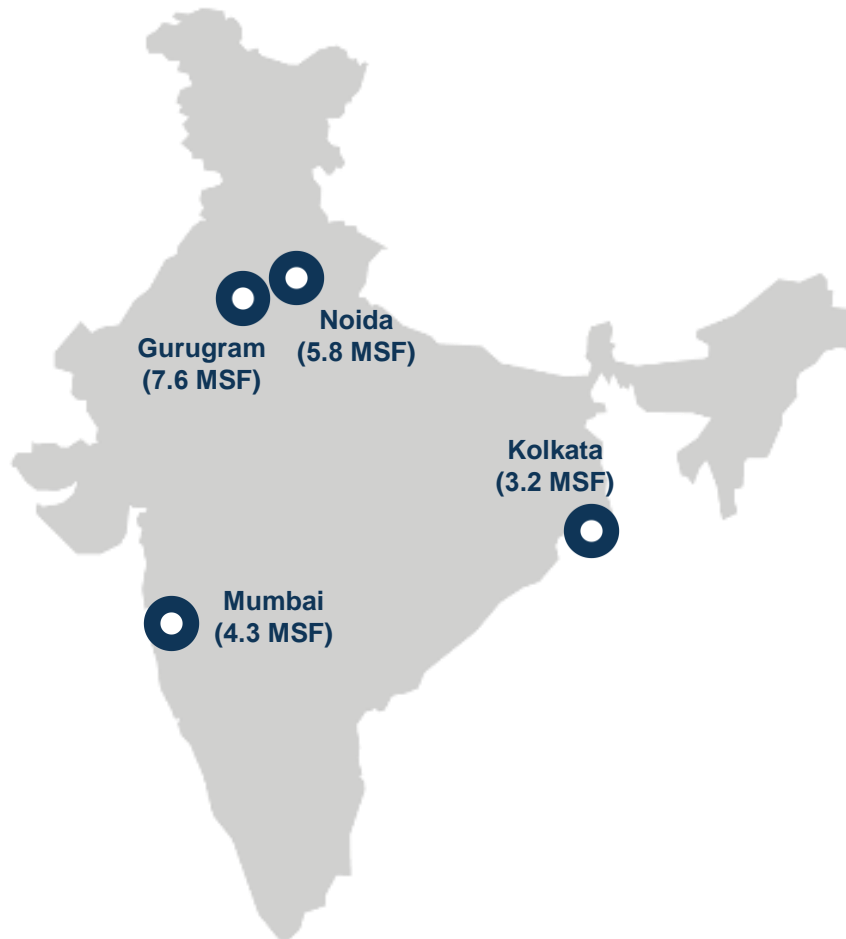 Noida
(5.8 MSF)
Gurugram
(7.6 MSF)
Kolkata
(3.2 MSF)
Mumbai
(4.3 MSF)